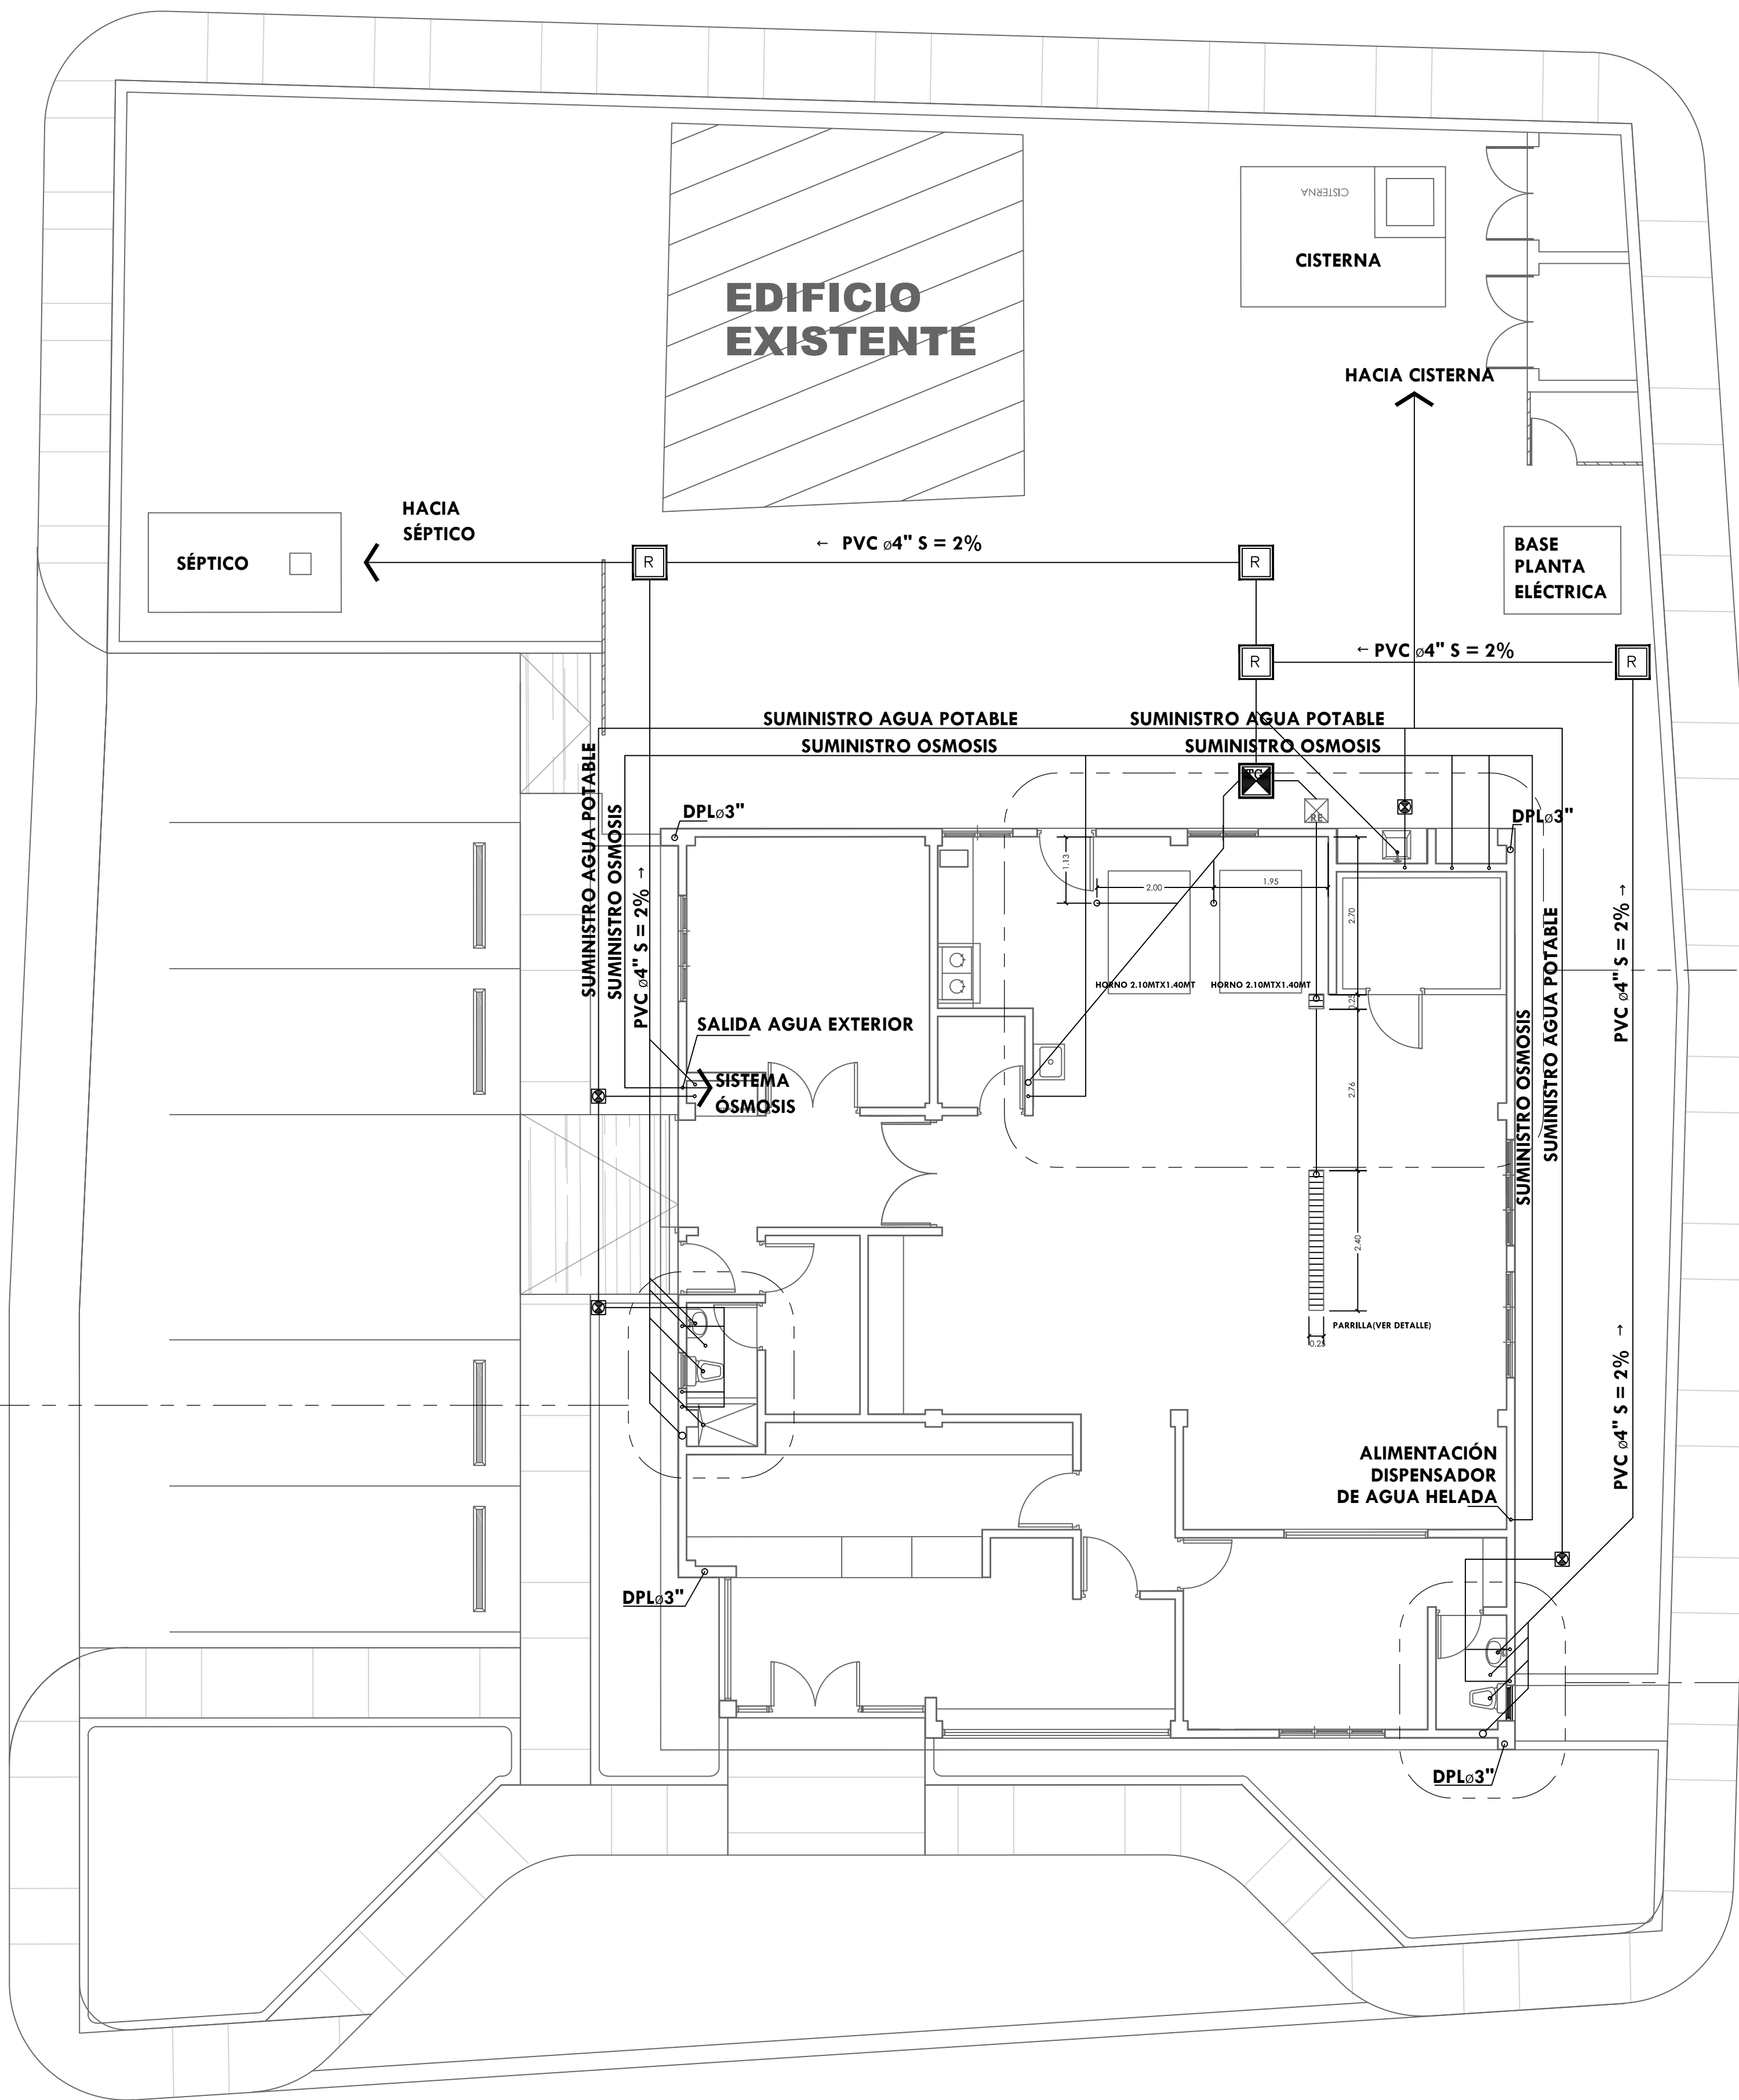 CISTERNA
CISTERNA
EDIFICIO
EXISTENTE
HACIA CISTERNA
HACIA
SÉPTICO
SÉPTICO
R
← PVC ø4" S = 2%
R
BASE
PLANTA
ELÉCTRICA
R
← PVC ø4" S = 2%
R
SUMINISTRO AGUA POTABLE
SUMINISTRO AGUA POTABLE
SUMINISTRO OSMOSIS
SUMINISTRO OSMOSIS
TG
RE
DPLø3"
DPLø3"
SUMINISTRO AGUA POTABLE
SUMINISTRO OSMOSIS
PVC ø4" S = 2% →
1.13
2.00
1.95
2.70
HORNO 2.10MTX1.40MT
HORNO 2.10MTX1.40MT
0.25
SALIDA AGUA EXTERIOR
SISTEMA
ÓSMOSIS
2.76
SUMINISTRO OSMOSIS
SUMINISTRO AGUA POTABLE
PVC ø4" S = 2% →
2.40
PARRILLA(VER DETALLE)
0.25
PVC ø4" S = 2% →
ALIMENTACIÓN
DISPENSADOR
DE AGUA HELADA
DPLø3"
DPLø3"